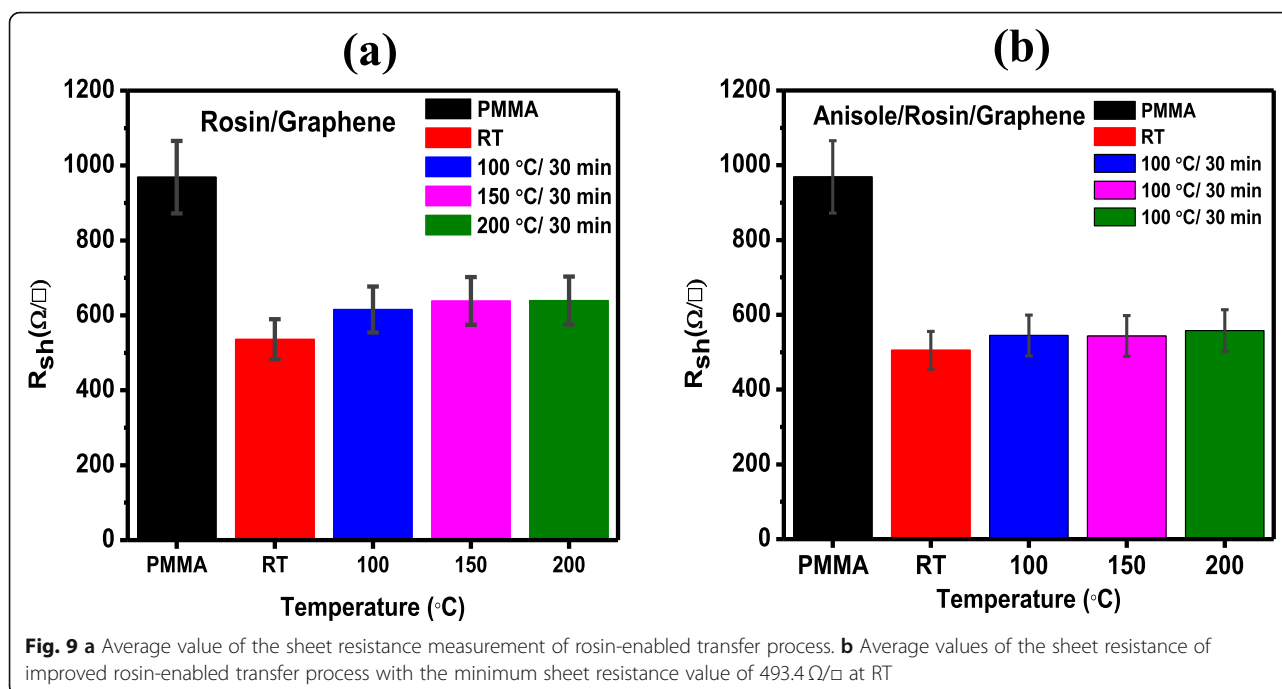 (a)
1200
1000
800
600
400
200
0
Rsh(Ω/□)
Rosin/Graphene
PMMA
RT
100 °C/ 30 min
150 °C/ 30 min
200 °C/ 30 min
PMMA RT 100 150 200
Temperature (°C)
(b)
1200
1000
800
600
400
200
0
Rsh(Ω/□)
Anisole/Rosin/Graphene
PMMA
RT
100 °C/ 30 min
100 °C/ 30 min
100 °C/ 30 min
PMMA RT 100 150 200
Temperature (°C)
Fig. 9 a Average value of the sheet resistance measurement of rosin-enabled transfer process. b Average values of the sheet resistance of
improved rosin-enabled transfer process with the minimum sheet resistance value of 493.4 Ω/□ at RT